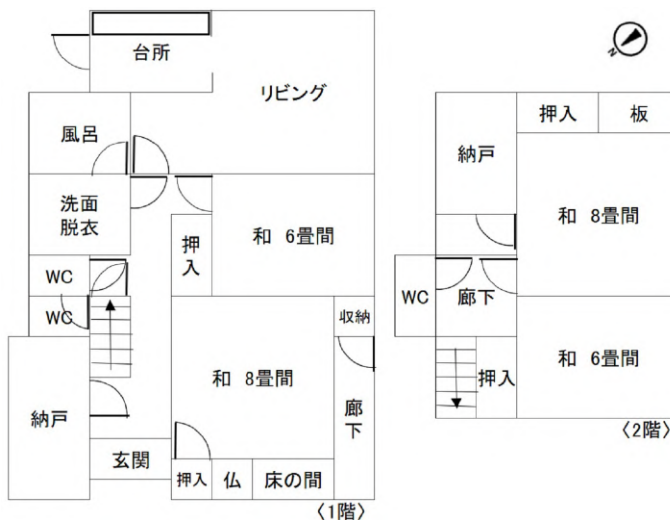 台所
リビング
風呂
洗面
脱衣
和 6畳間
押
入
WC
WC
収納
和 8畳間
廊
下
納戸
玄関
押入
仏
床の間
〈1階〉
N
押入
板
納戸
和 8畳間
WC
廊下
和 6畳間
押入
〈2階〉